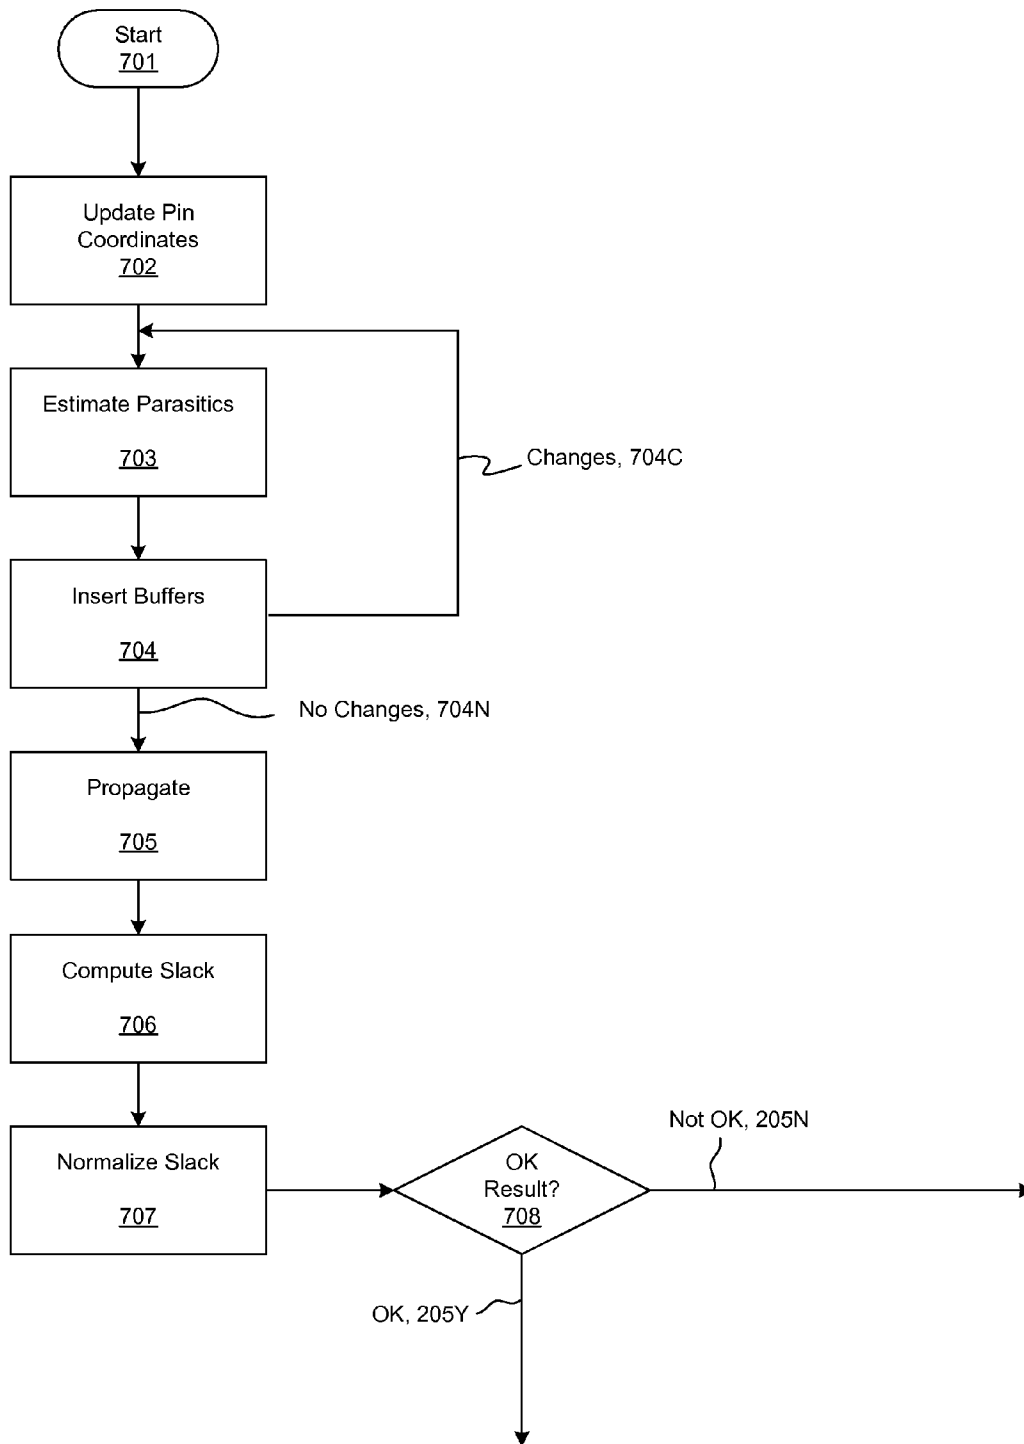 Start
701
Update Pin
Coordinates
702
Estimate Parasitics
703
Changes, 704C
Insert Buffers
704
No Changes, 704N
Propagate
705
Compute Slack
706
Normalize Slack
707
OK
Result?
708
Not OK, 205N
OK, 205Y